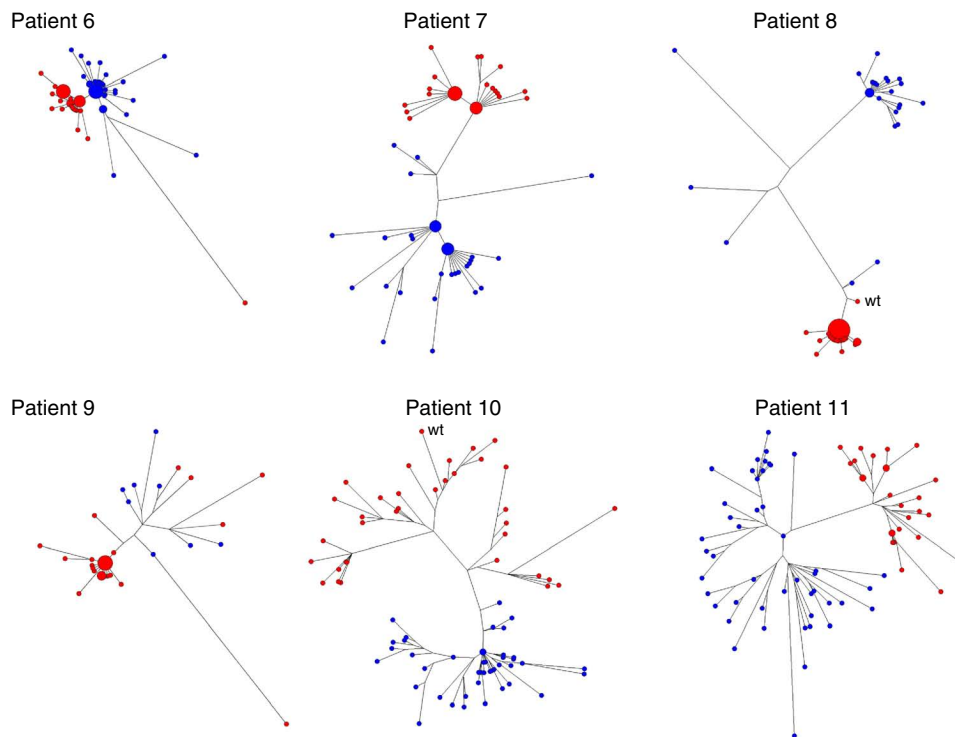 Patient 6
Patient 7
Patient 8
wt
Patient 9
Patient 10
Patient 11
wt